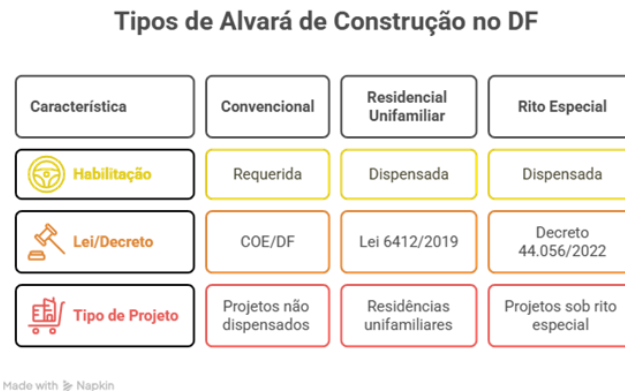 Tipos de Alvará de Construção no DF
Característica
Convencional
Residencial
Unifamiliar
Rito Especial
Habilitação
Requerida
Dispensada
Dispensada
Lei/Decreto
COE/DF
Lei 6412/2019
Decreto
44.056/2022
Tipo de Projeto
Projetos não
dispensados
Residências
unifamiliares
Projetos sob rito
especial
Made with Napkin